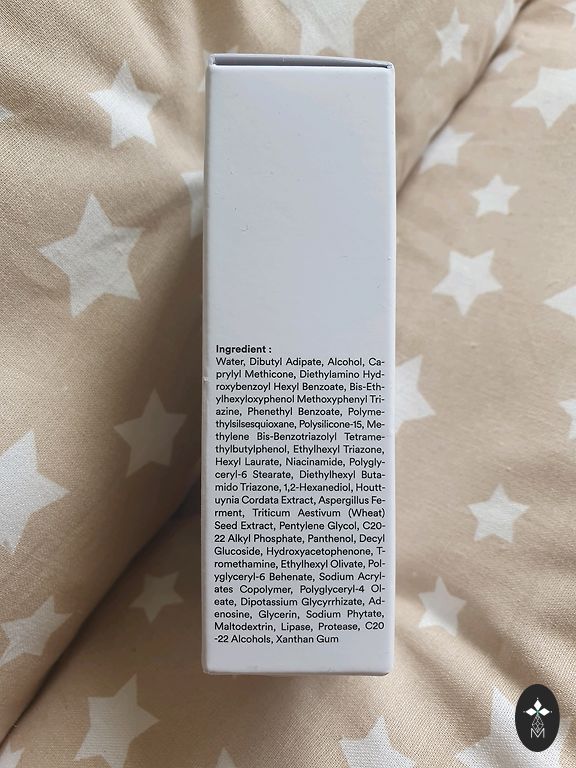 Ingredient :
Water, Dibutyl Adipate, Alcohol, Ca-
prylyl Methicone, Diethylamino Hyd-
roxybenzoyl Hexyl Benzoate, Bis-Eth-
ylhexyloxyphenol Methoxyphenyl Tri-
azine, Phenethyl Benzoate, Polyme-
thylsilsesquioxane, Polysilicone-15, Me-
thylene Bis-Benzotriazolyl Tetrame-
thylbutylphenol, Ethylhexyl Triazone,
Hexyl Laurate, Niacinamide, Polygly-
ceryl-6 Stearate, Diethylhexyl Buta-
mido Triazone, 1,2-Hexanediol, Houtt-
uynia Cordata Extract, Aspergillus Fe-
rment, Triticum Aestivum (Wheat)
Seed Extract, Pentylene Glycol, C20-
22 Alkyl Phosphate, Panthenol, Decyl
Glucoside, Hydroxyacetophenone, T-
romethamine, Ethylhexyl Olivate, Pol-
yglyceryl-6 Behenate, Sodium Acryl-
ates Copolymer, Polyglyceryl-4 Ol-
eate, Dipotassium Glycyrrhizate, Ad-
enosine, Glycerin, Sodium Phytate,
Maltodextrin, Lipase, Protease, C20
-22 Alcohols, Xanthan Gum
M